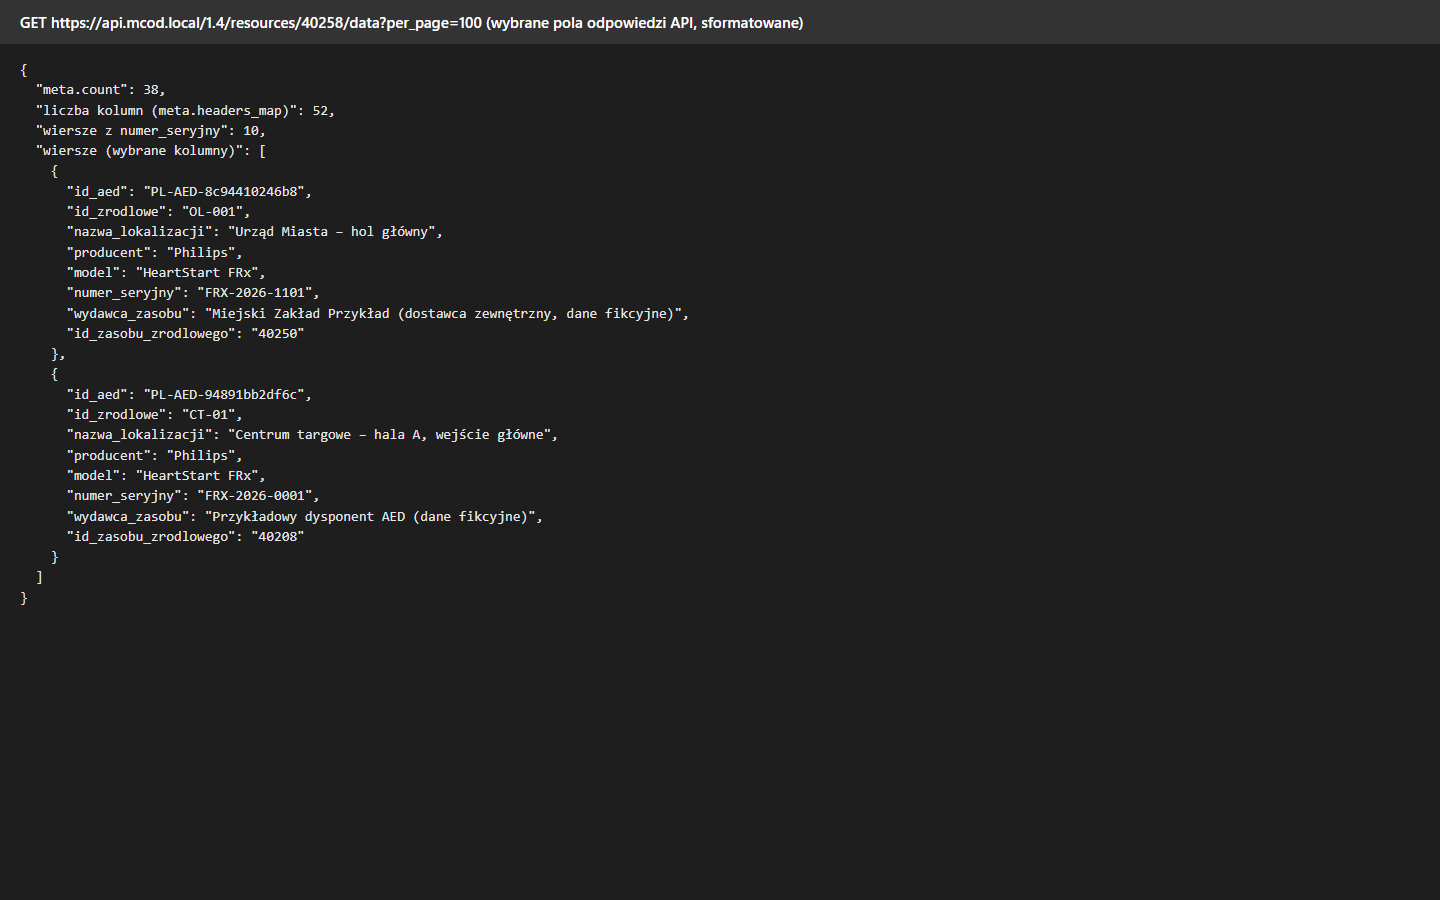 GET https://api.mcod.local/1.4/resources/40258/data?per_page=100 (wybrane pola odpowiedzi API, sformatowane)
{
  "meta.count": 38,
  "liczba kolumn (meta.headers_map)": 52,
  "wiersze z numer_seryjny": 10,
  "wiersze (wybrane kolumny)": [
    {
      "id_aed": "PL-AED-8c94410246b8",
      "id_zrodlowe": "OL-001",
      "nazwa_lokalizacji": "Urząd Miasta – hol główny",
      "producent": "Philips",
      "model": "HeartStart FRx",
      "numer_seryjny": "FRX-2026-1101",
      "wydawca_zasobu": "Miejski Zakład Przykład (dostawca zewnętrzny, dane fikcyjne)",
      "id_zasobu_zrodlowego": "40250"
    },
    {
      "id_aed": "PL-AED-94891bb2df6c",
      "id_zrodlowe": "CT-01",
      "nazwa_lokalizacji": "Centrum targowe – hala A, wejście główne",
      "producent": "Philips",
      "model": "HeartStart FRx",
      "numer_seryjny": "FRX-2026-0001",
      "wydawca_zasobu": "Przykładowy dysponent AED (dane fikcyjne)",
      "id_zasobu_zrodlowego": "40208"
    }
  ]
}